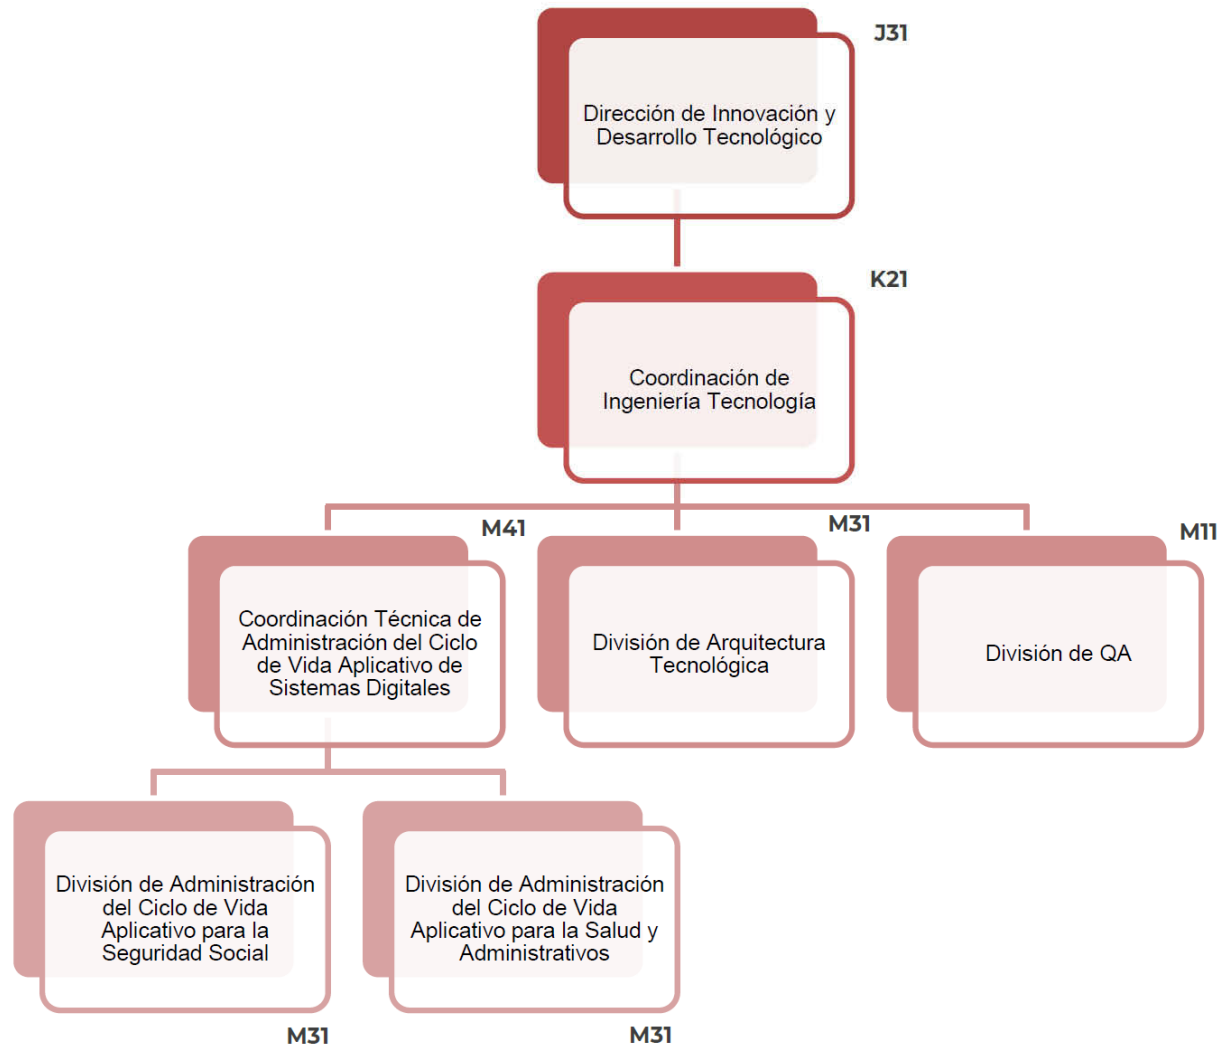 J31
Dirección de Innovación y
Desarrollo Tecnológico
K21
Coordinación de
Ingeniería Tecnología
M41
M31
M11
Coordinación Técnica de
Administración del Ciclo
de Vida Aplicativo de
Sistemas Digitales
División de Arquitectura
Tecnológica
División de QA
División de Administración
del Ciclo de Vida
Aplicativo para la
Seguridad Social
División de Administración
del Ciclo de Vida
Aplicativo para la Salud y
Administrativos
M31
M31